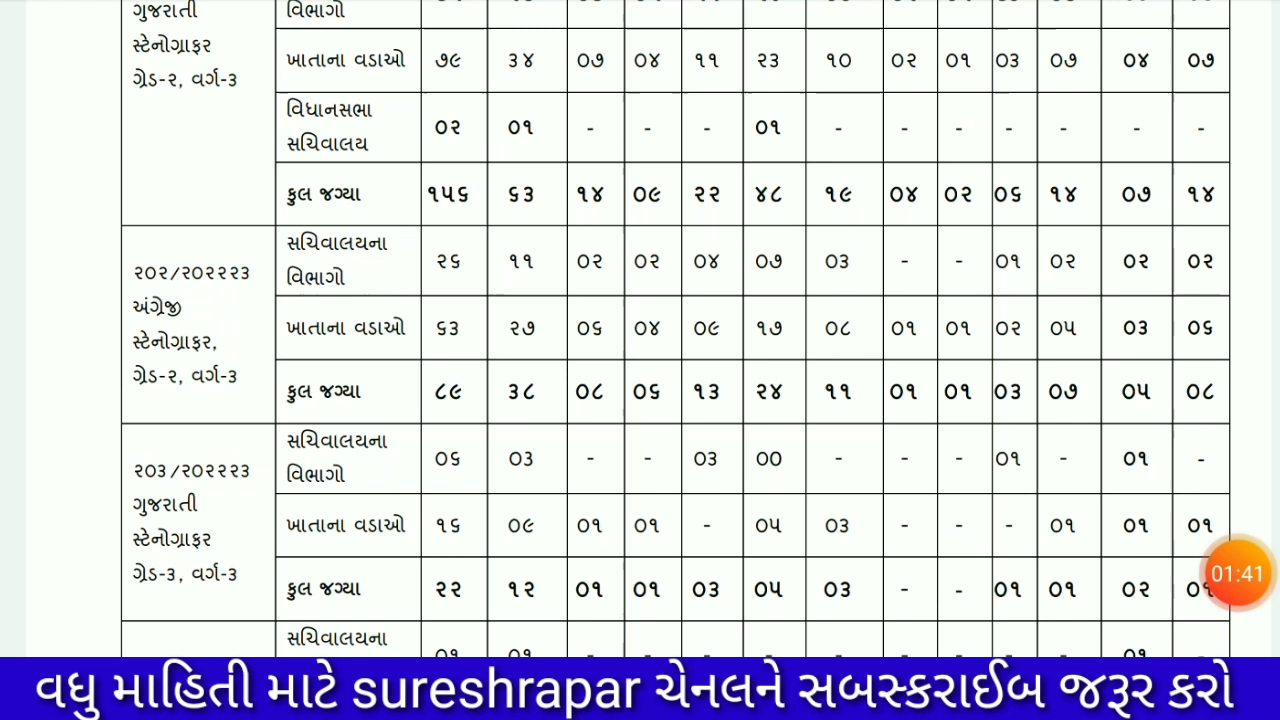 ગુજરાતી
સ્ટેનોગ્રાફર
ગ્રેડ-૨, વર્ગ-૩
વિભાગો
ખાતાના વડાઓ ૭૯ ૩૪ ૦૭ ૦૪ ૧૧ ૨૩ ૧૦ ૦૨ ૦૧ ૦૩ ૦૭ ૦૪ ૦૭
વિધાનસભા
સચિવાલય ૦૨ ૦૧ - - - ૦૧ - - - - - - -
કુલ જગ્યા ૧૫૬ ૬૩ ૧૪ ૦૯ ૨૨ ૪૮ ૧૯ ૦૪ ૦૨ ૦૬ ૧૪ ૦૭ ૧૪
૨૦૨/૨૦૨૨૨૩
અંગ્રેજી
સ્ટેનોગ્રાફર,
ગ્રેડ-૨, વર્ગ-૩
સચિવાલયના
વિભાગો ૨૬ ૧૧ ૦૨ ૦૨ ૦૪ ૦૭ ૦૩ - - ૦૧ ૦૨ ૦૨ ૦૨
ખાતાના વડાઓ ૬૩ ૨૭ ૦૬ ૦૪ ૦૯ ૧૭ ૦૮ ૦૧ ૦૧ ૦૨ ૦૫ ૦૩ ૦૬
કુલ જગ્યા ૮૯ ૩૮ ૦૮ ૦૬ ૧૩ ૨૪ ૧૧ ૦૧ ૦૧ ૦૩ ૦૭ ૦૫ ૦૮
૨૦૩/૨૦૨૨૨૩
ગુજરાતી
સ્ટેનોગ્રાફર
ગ્રેડ-૩, વર્ગ-૩
સચિવાલયના
વિભાગો ૦૬ ૦૩ - - ૦૩ ૦૦ - - - ૦૧ - ૦૧ -
ખાતાના વડાઓ ૧૬ ૦૯ ૦૧ ૦૧ - ૦૫ ૦૩ - - - ૦૧ ૦૧ ૦૧
કુલ જગ્યા ૨૨ ૧૨ ૦૧ ૦૧ ૦૩ ૦૫ ૦૩ - - ૦૧ ૦૧ ૦૨ ૦૧
01:41
સચિવાલયના
વધુ માહિતી માટે sureshrapar ચેનલને સબસ્કરાઈબ જરૂર કરો